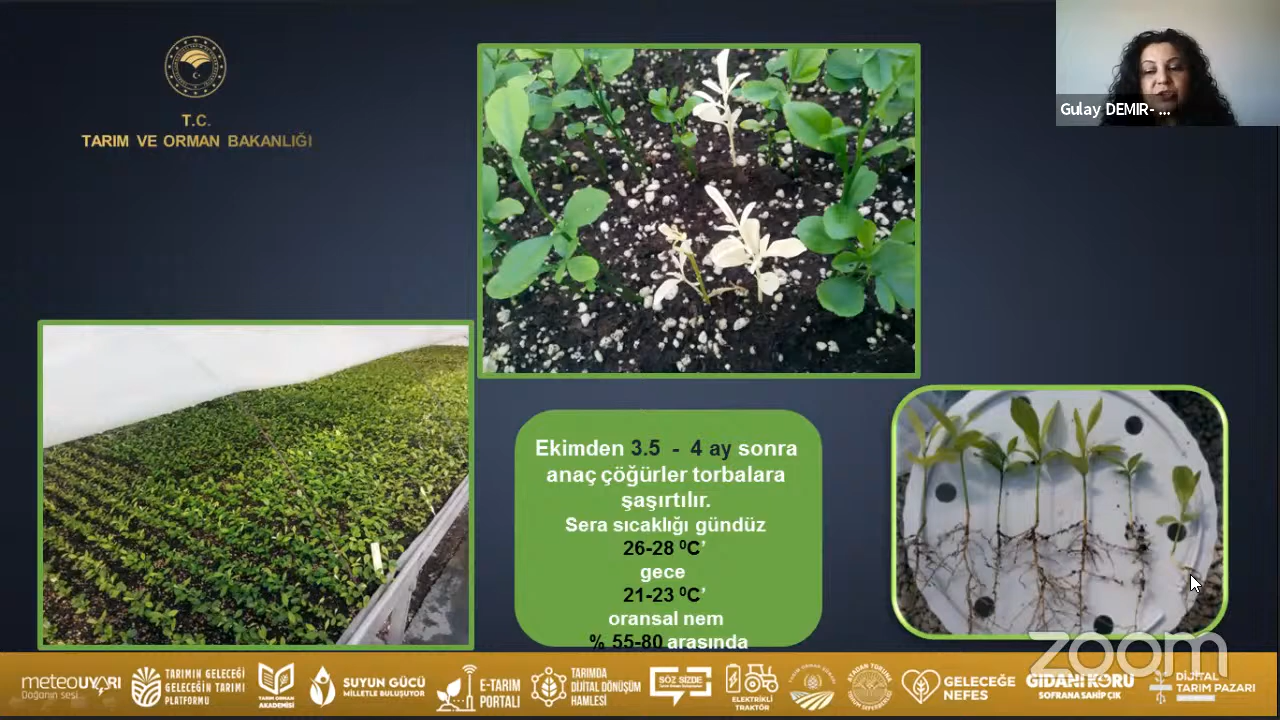 T.C.
TARIM VE ORMAN BAKANLIĞI
Gulay DEMIR- ...
Ekimden 3.5 - 4 ay sonra
anaç çöğürler torbalara
şaşırtılır.
Sera sıcaklığı gündüz
26-28 ⁰C’
gece
21-23 ⁰C’
oransal nem
% 55-80 arasında
zoom
meteoUYARI
Doğanın sesi...
TARIMIN GELECEĞİ
GELECEĞİN TARIMI
PLATFORMU
TARIM ORMAN
AKADEMİSİ
SUYUN GÜCÜ
MİLLETLE BULUŞUYOR
E-TARIM
PORTALI
TARIMDA
DİJİTAL DÖNÜŞÜM
HAMLESİ
SÖZ SİZDE
ELEKTRİKLİ
TRAKTÖR
GELECEĞE
NEFES
GIDANI KORU
SOFRANA SAHİP ÇIK
DİJİTAL
TARIM PAZARI